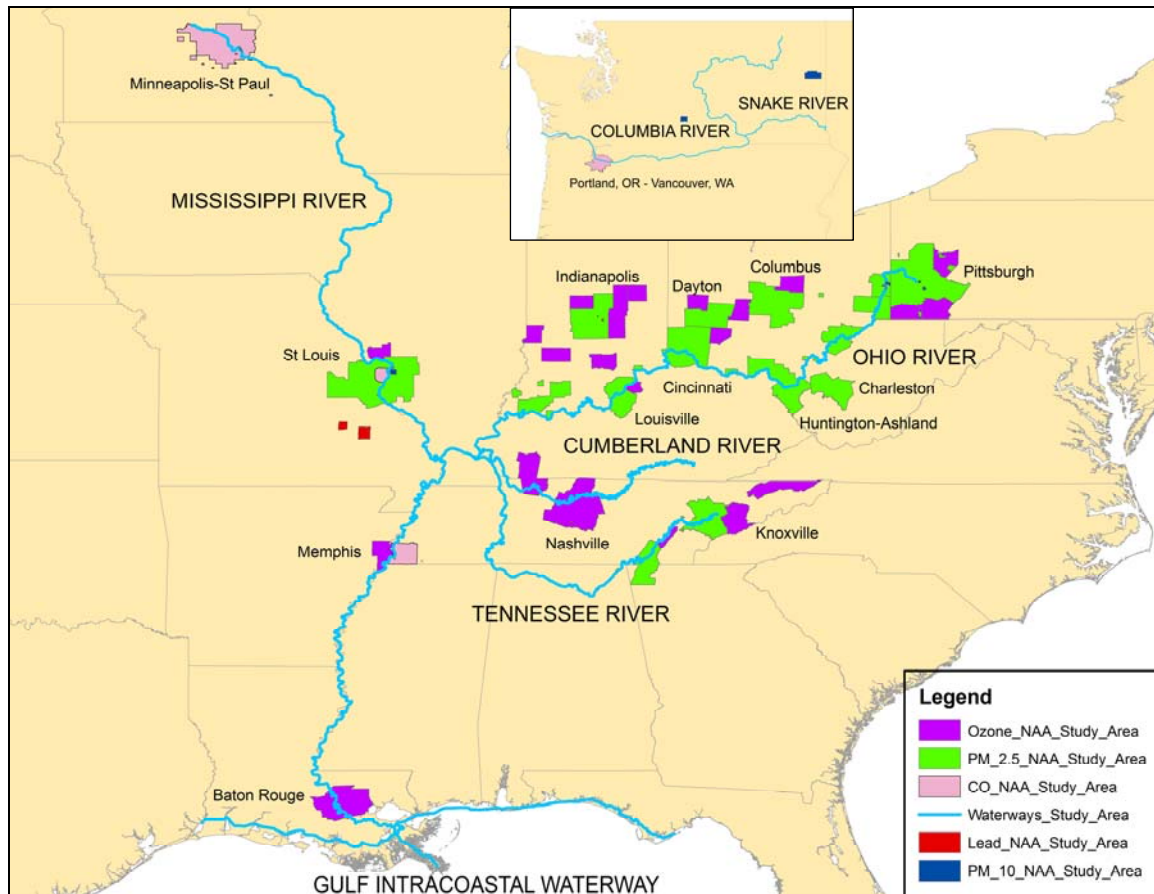 Minneapolis-St Paul
MISSISSIPPI RIVER
SNAKE RIVER
COLUMBIA RIVER
Portland, OR - Vancouver, WA
Indianapolis
Dayton
Columbus
Pittsburgh
St Louis
OHIO RIVER
Cincinnati
Charleston
Louisville
Huntington-Ashland
CUMBERLAND RIVER
Memphis
Nashville
Knoxville
TENNESSEE RIVER
Baton Rouge
GULF INTRACOASTAL WATERWAY
Legend
Ozone_NAA_Study_Area
PM_2.5_NAA_Study_Area
CO_NAA_Study_Area
Waterways_Study_Area
Lead_NAA_Study_Area
PM_10_NAA_Study_Area